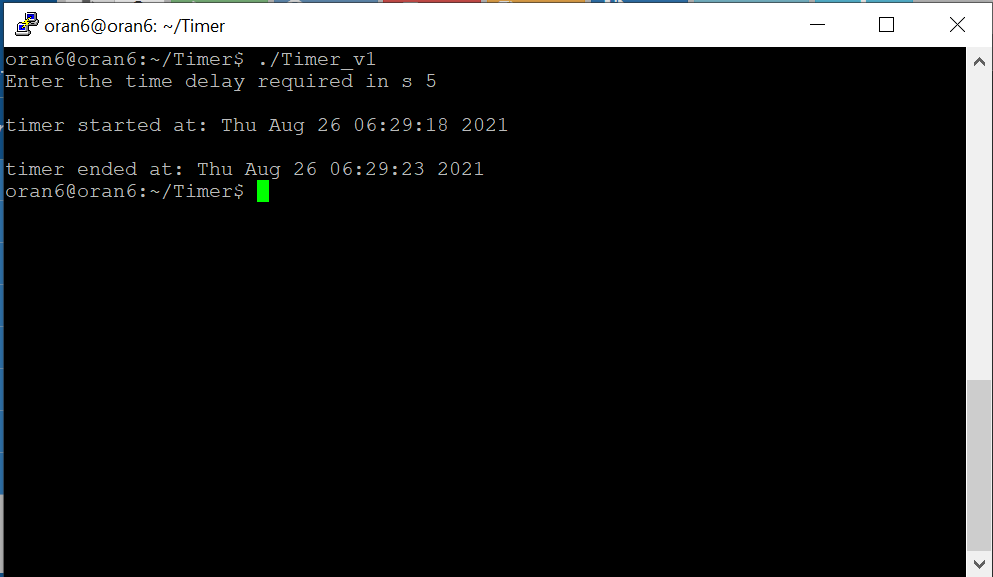 oran6@oran6: ~/Timer
oran6@oran6:~/Timer$ ./Timer_v1
Enter the time delay required in s 5
timer started at: Thu Aug 26 06:29:18 2021
timer ended at: Thu Aug 26 06:29:23 2021
oran6@oran6:~/Timer$